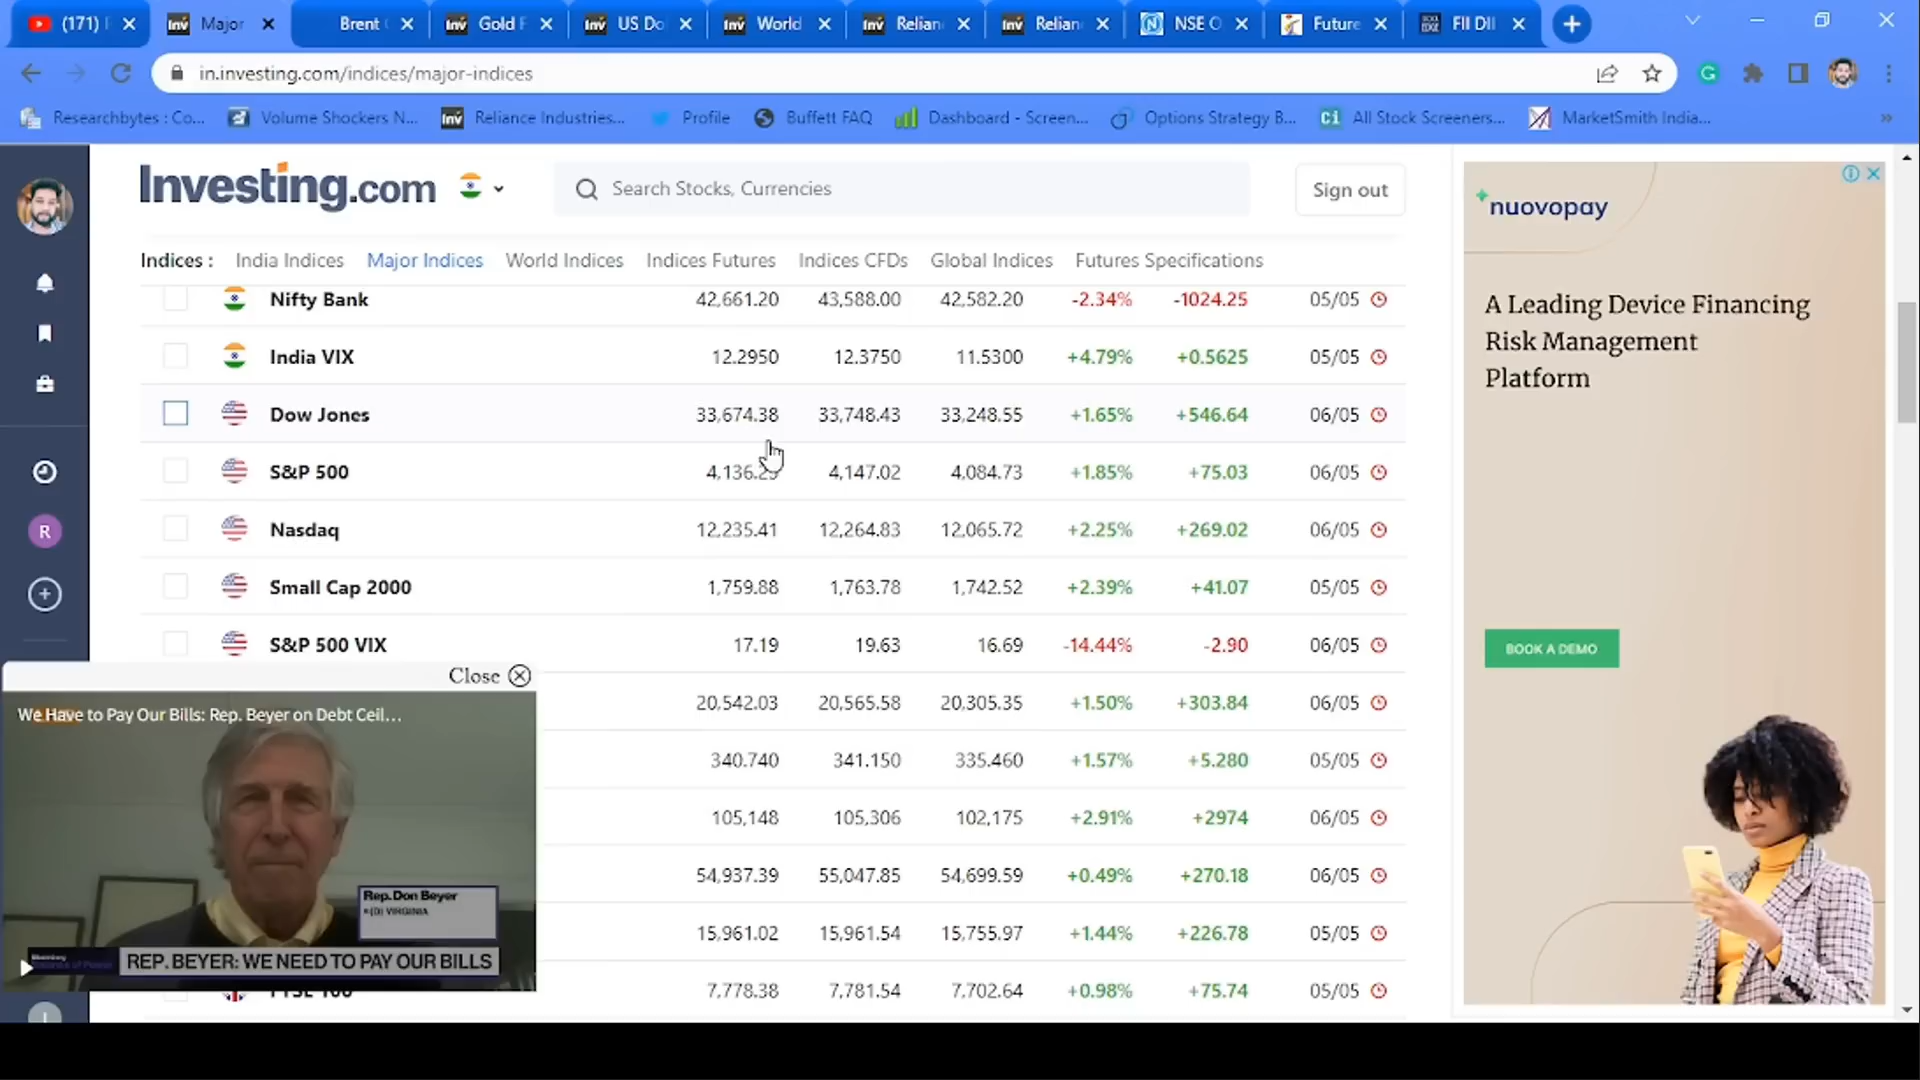 (171) F
Major
Brent
Gold F
US Do
World
Relian
Relian
NSE O
Future
FII DII
in.investing.com/indices/major-indices
Researchbytes : Co...
Volume Shockers N...
Reliance Industries...
Profile
Buffett FAQ
Dashboard - Screen...
Options Strategy B...
All Stock Screeners...
MarketSmith India...
Investing.com
Search Stocks, Currencies
Sign out
Indices : India Indices Major Indices World Indices Indices Futures Indices CFDs Global Indices Futures Specifications
Nifty Bank 42,661.20 43,588.00 42,582.20 -2.34% -1024.25 05/05
India VIX 12.2950 12.3750 11.5300 +4.79% +0.5625 05/05
Dow Jones 33,674.38 33,748.43 33,248.55 +1.65% +546.64 06/05
S&P 500 4,136.25 4,147.02 4,084.73 +1.85% +75.03 06/05
Nasdaq 12,235.41 12,264.83 12,065.72 +2.25% +269.02 06/05
Small Cap 2000 1,759.88 1,763.78 1,742.52 +2.39% +41.07 05/05
S&P 500 VIX 17.19 19.63 16.69 -14.44% -2.90 06/05
20,542.03 20,565.58 20,305.35 +1.50% +303.84 06/05
340.740 341.150 335.460 +1.57% +5.280 05/05
105,148 105,306 102,175 +2.91% +2974 06/05
54,937.39 55,047.85 54,699.59 +0.49% +270.18 06/05
15,961.02 15,961.54 15,755.97 +1.44% +226.78 05/05
FTSE 100 7,778.38 7,781.54 7,702.64 +0.98% +75.74 05/05
R
Close
We Have to Pay Our Bills: Rep. Beyer on Debt Ceil...
Rep. Don Beyer
(D) VIRGINIA
REP. BEYER: WE NEED TO PAY OUR BILLS
nuovopay
A Leading Device Financing
Risk Management
Platform
BOOK A DEMO